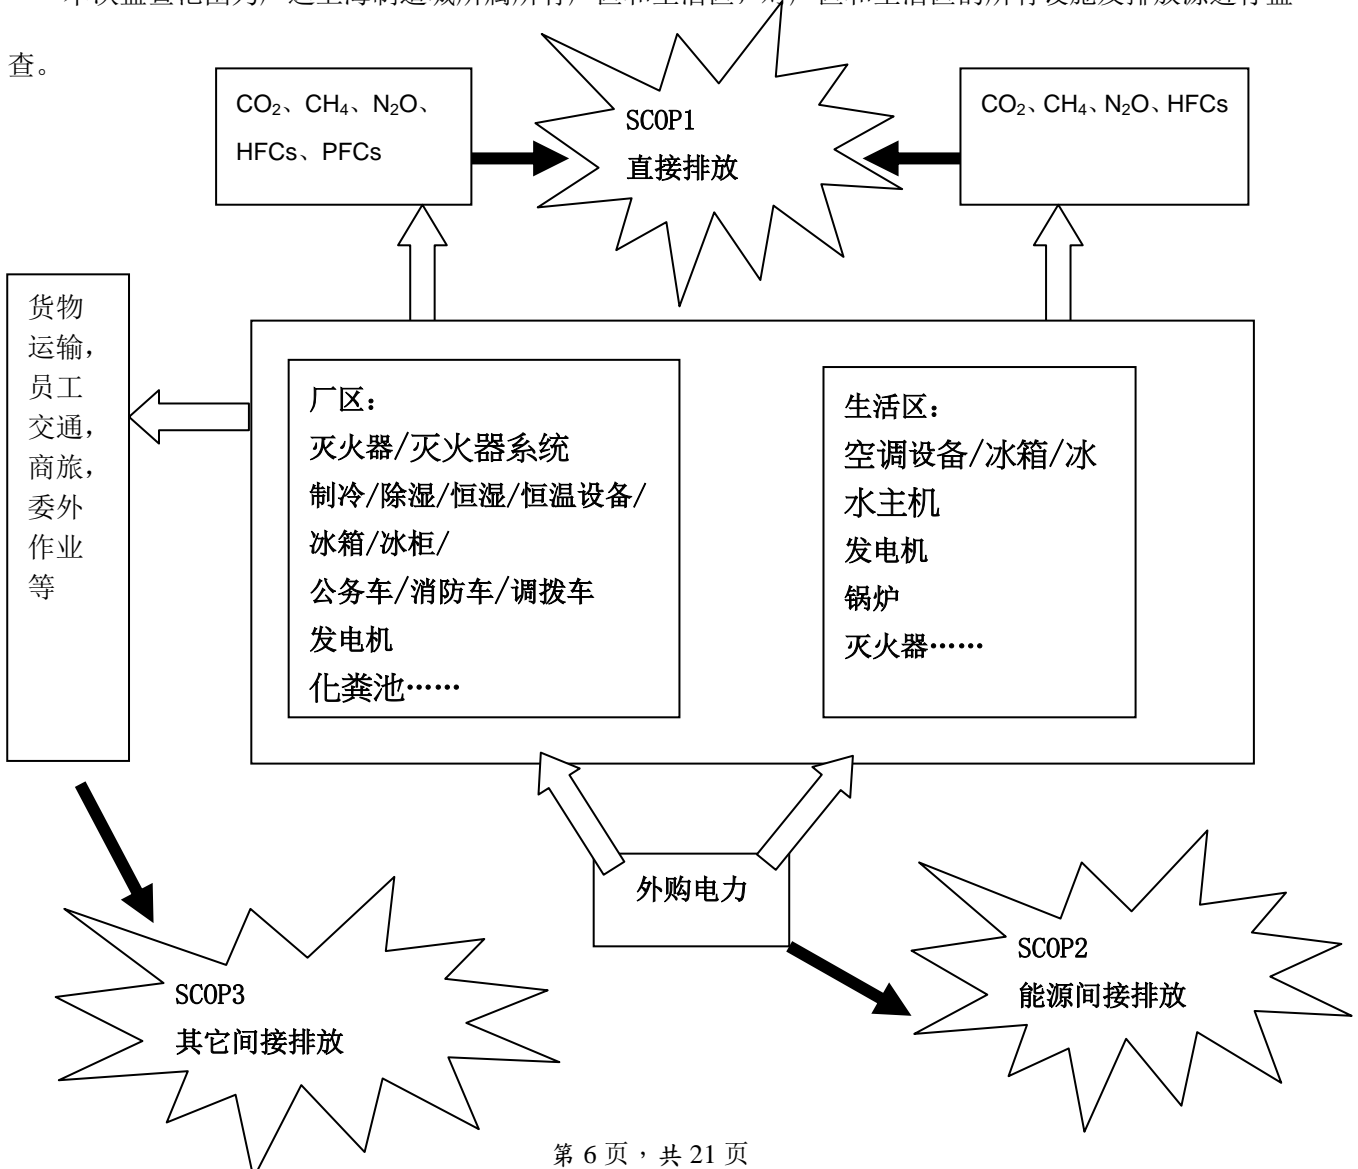 查。
CO₂、CH₄、N₂O、
HFCs、PFCs
SCOP1
直接排放
CO₂、CH₄、N₂O、HFCs
货物
运输,
员工
交通,
商旅,
委外
作业
等
厂区:
灭火器/灭火器系统
制冷/除湿/恒湿/恒温设备/
冰箱/冰柜/
公务车/消防车/调拨车
发电机
化粪池……
生活区:
空调设备/冰箱/冰
水主机
发电机
锅炉
灭火器……
外购电力
SCOP2
能源间接排放
SCOP3
其它间接排放
第 6 页,共 21 页